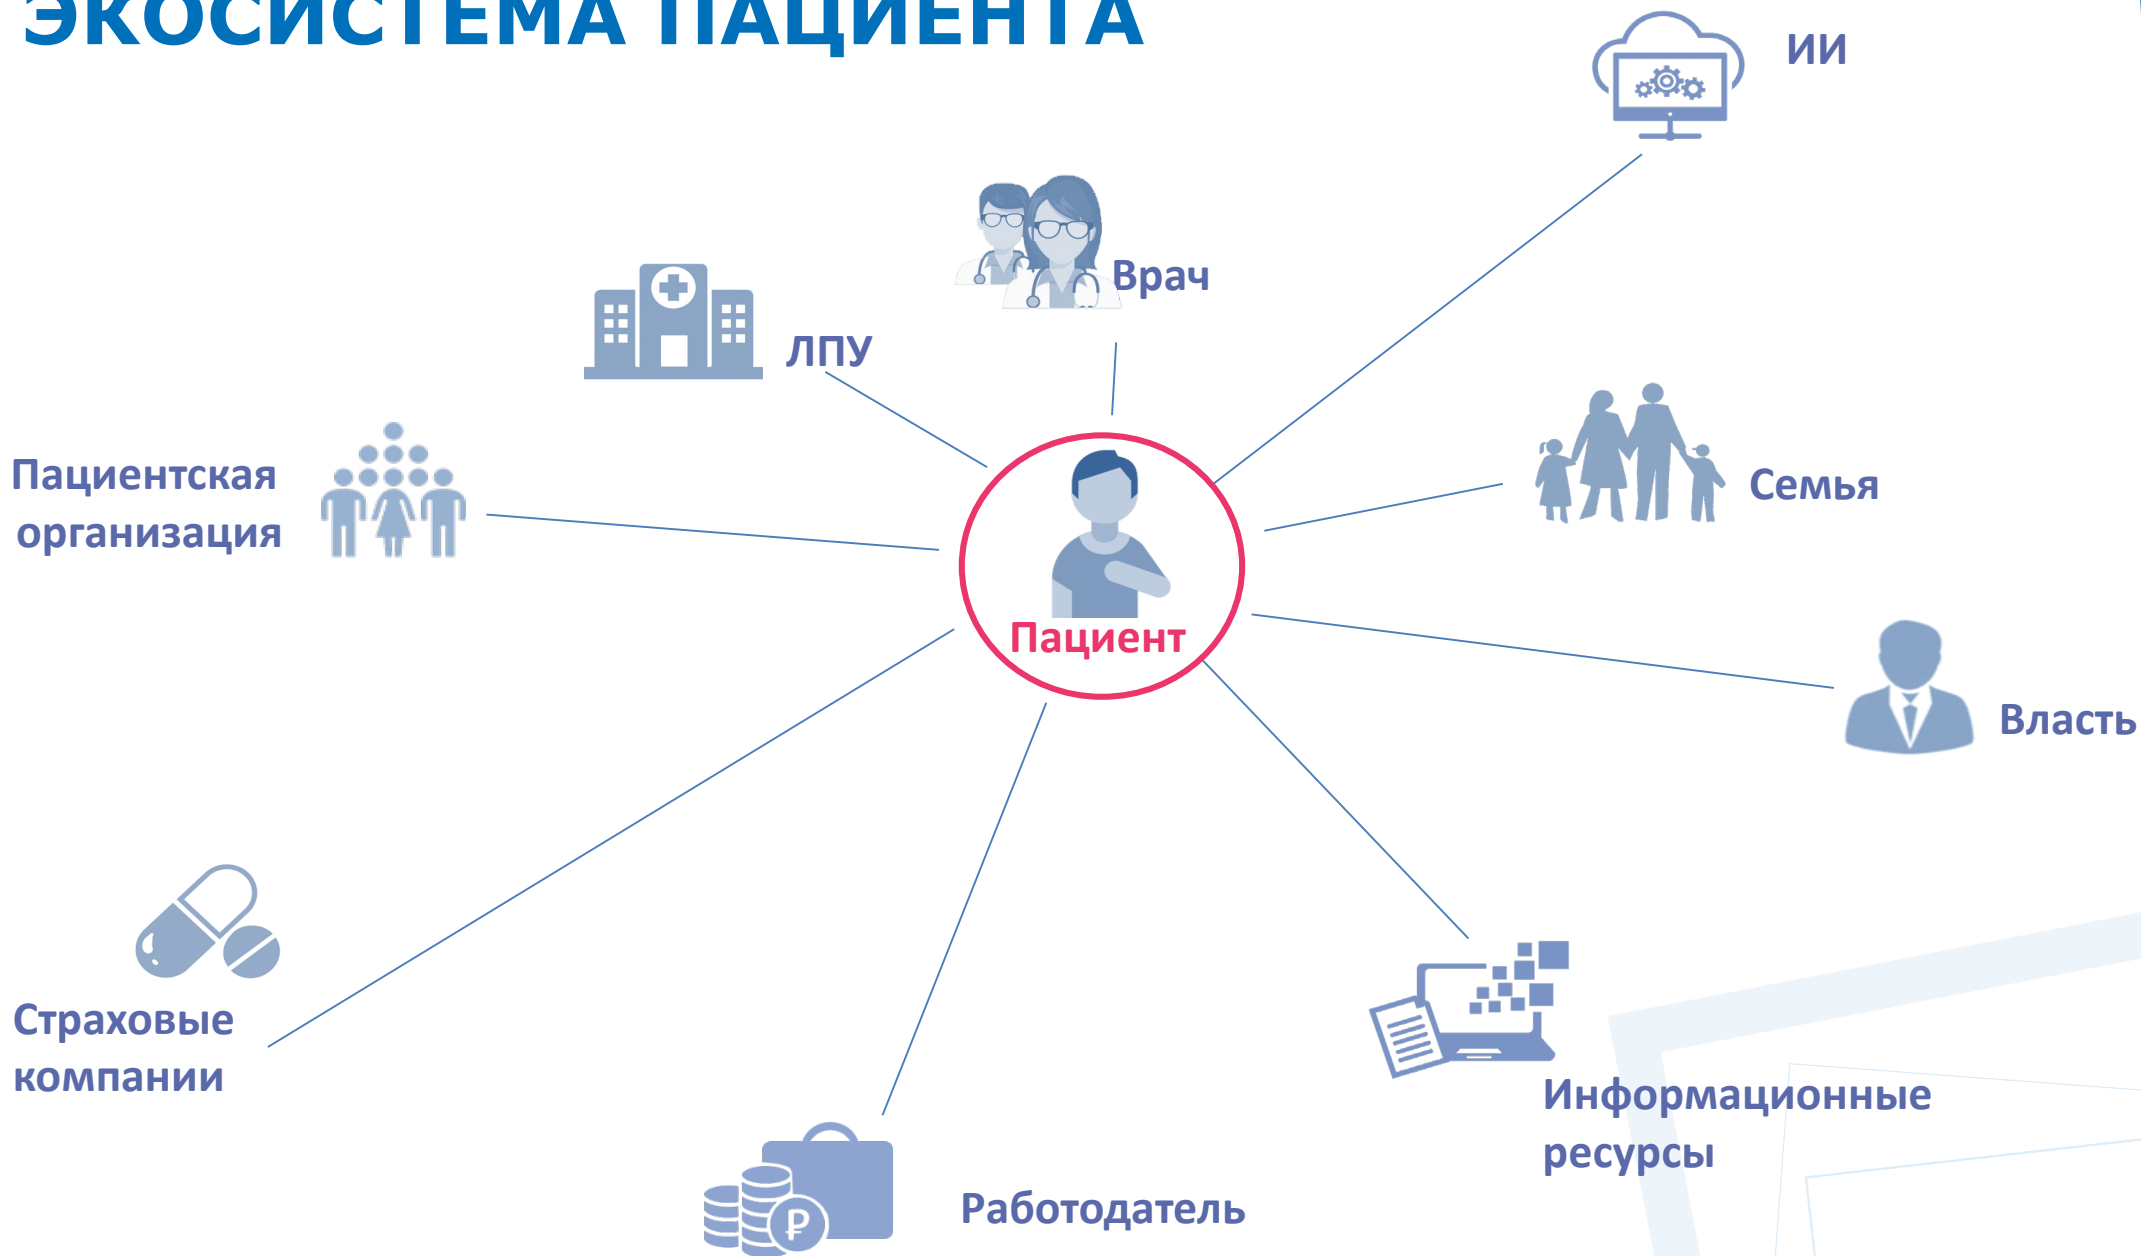 ЭКОСИСТЕМА ПАЦИЕНТА
ИИ
Врач
ЛПУ
Пациентская
организация
Семья
Пациент
Власть
Страховые
компании
Информационные
ресурсы
Работодатель
₽